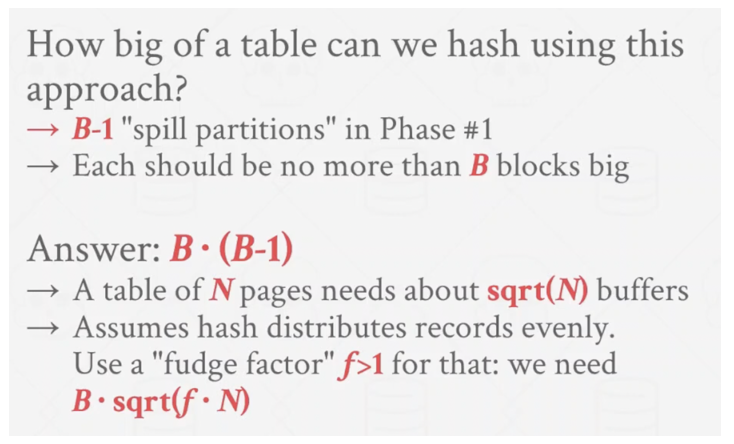 How big of a table can we hash using this
approach?
→ B-1 "spill partitions" in Phase #1
→ Each should be no more than B blocks big
Answer: B · (B-1)
→ A table of N pages needs about sqrt(N) buffers
→ Assumes hash distributes records evenly.
Use a "fudge factor" f>1 for that: we need
B · sqrt(f · N)